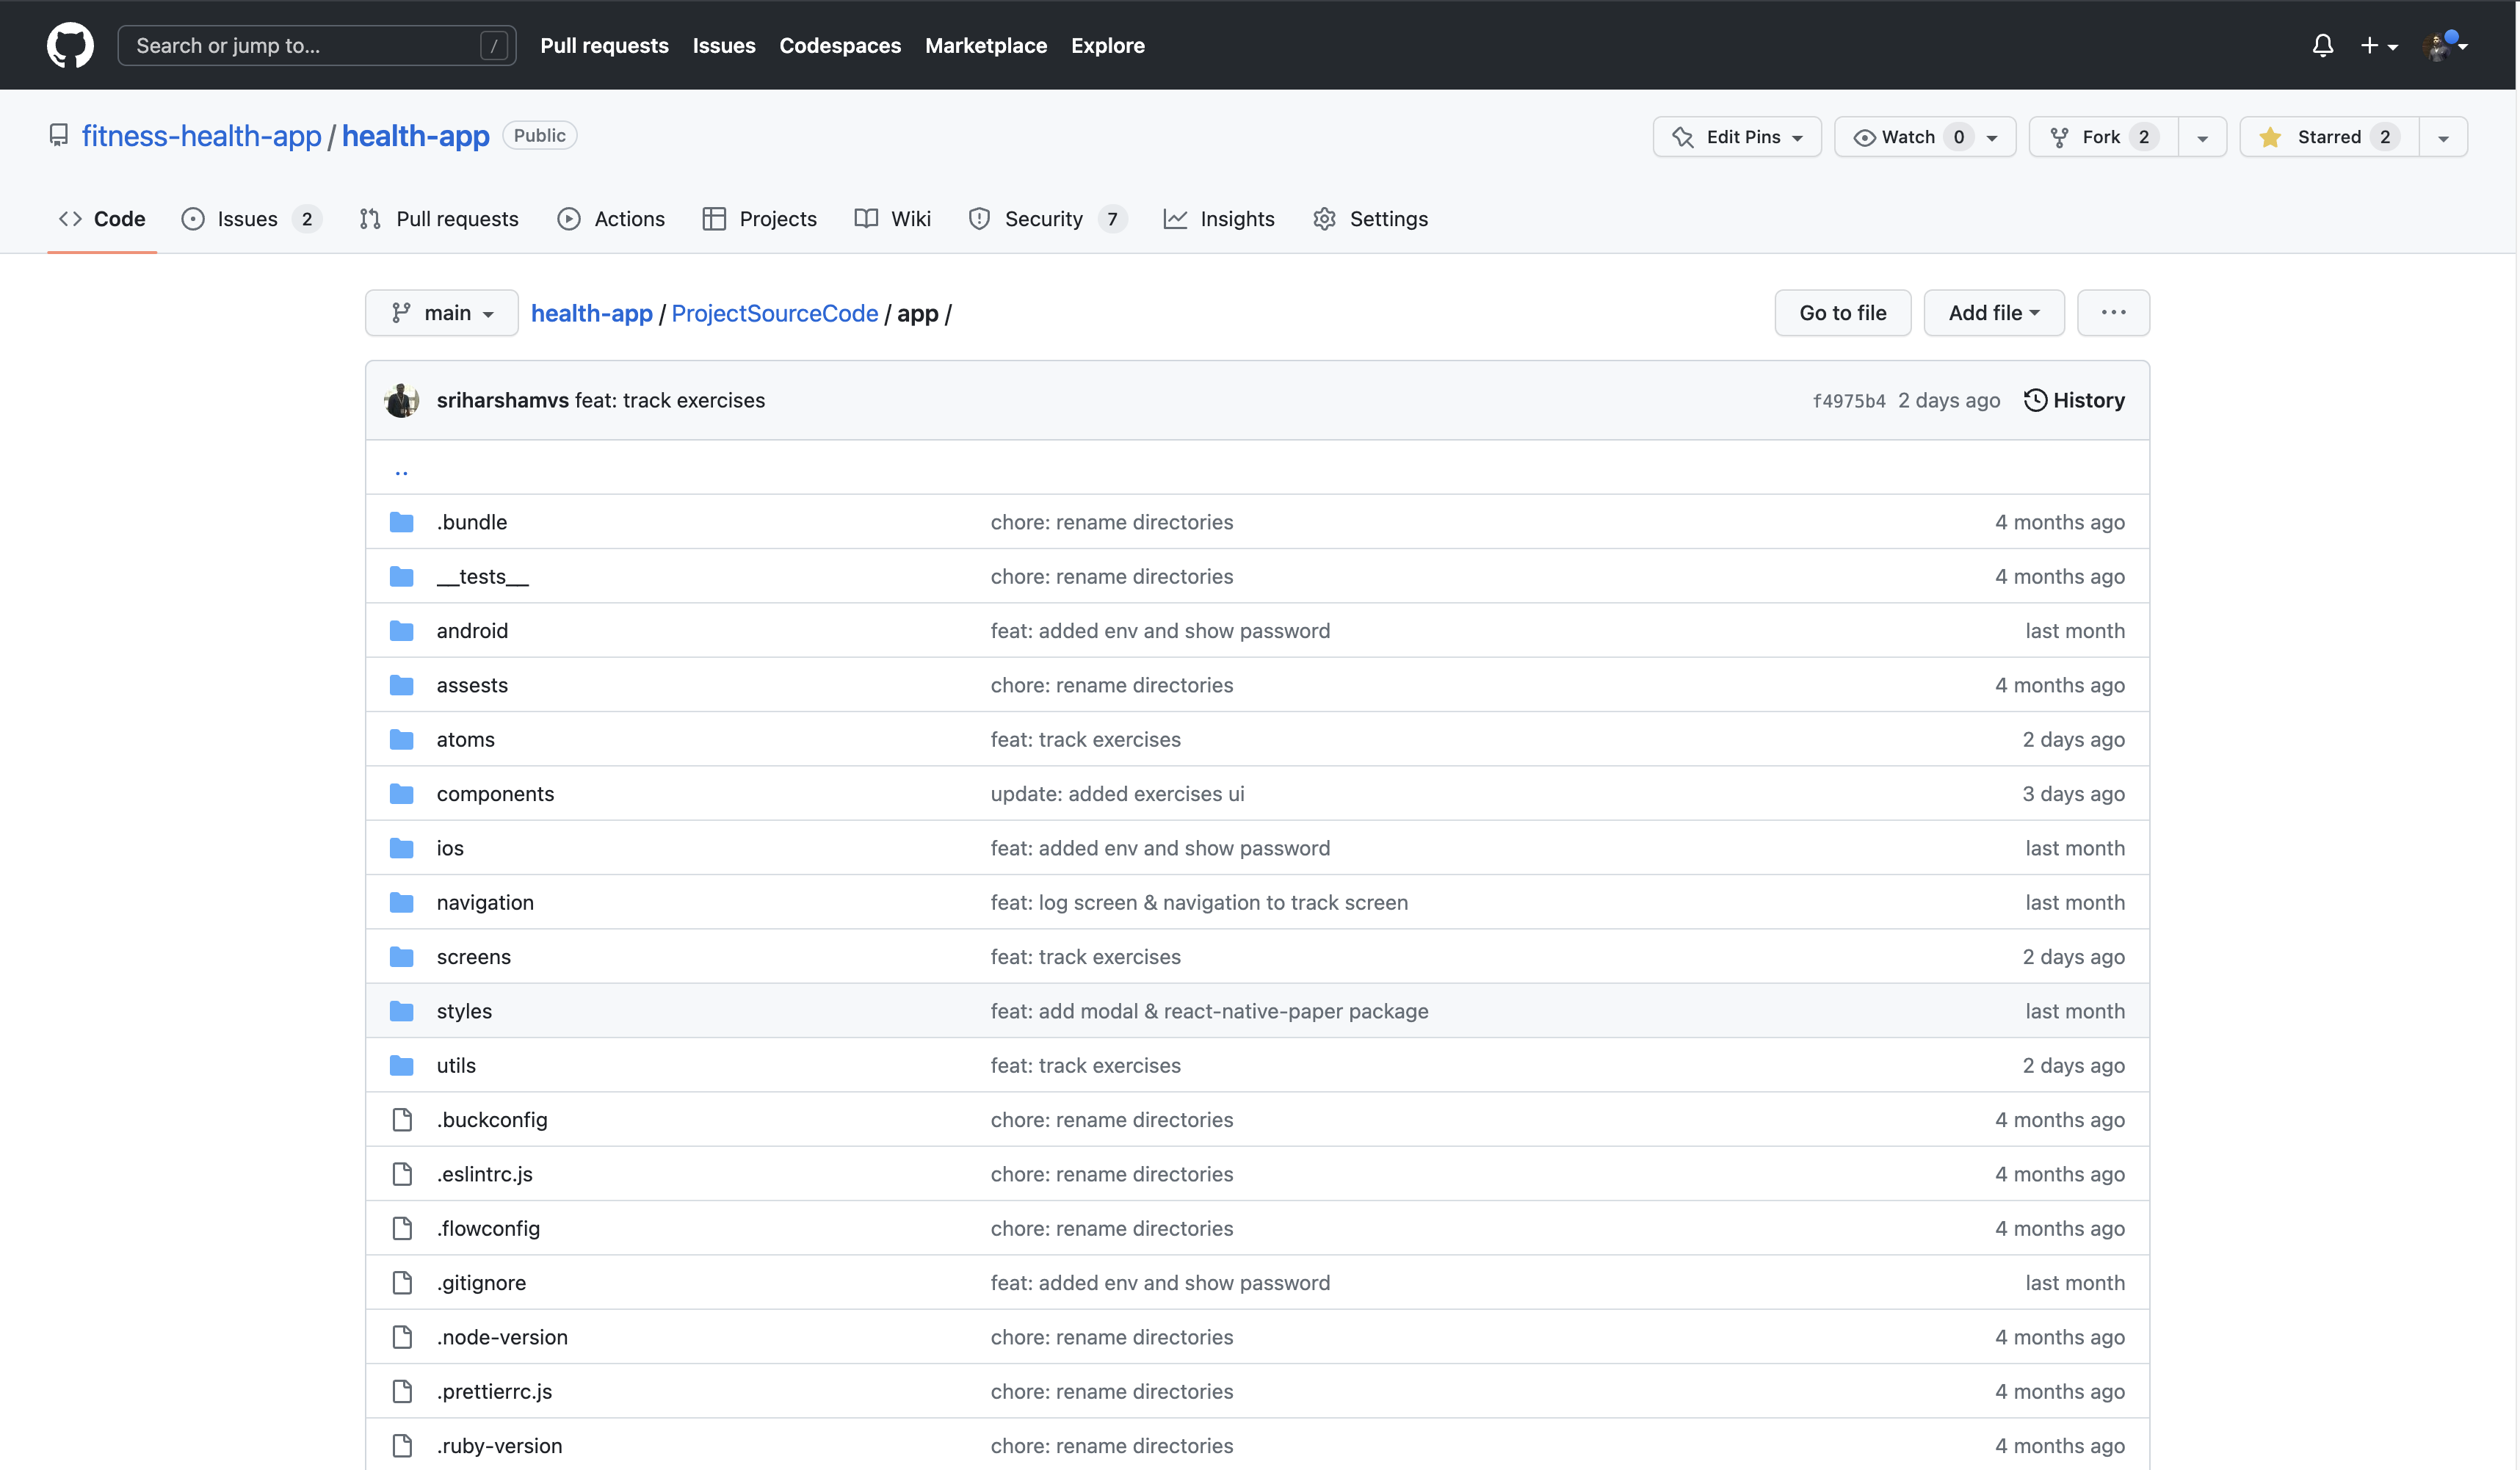 Search or jump to... / Pull requests Issues Codespaces Marketplace Explore
fitness-health-app / health-app Public Edit Pins Watch 0 Fork 2 Starred 2
Code Issues 2 Pull requests Actions Projects Wiki Security 7 Insights Settings
main health-app / ProjectSourceCode / app / Go to file Add file ...
sriharshamvs feat: track exercises f4975b4 2 days ago History
..
.bundle chore: rename directories 4 months ago
__tests__ chore: rename directories 4 months ago
android feat: added env and show password last month
assests chore: rename directories 4 months ago
atoms feat: track exercises 2 days ago
components update: added exercises ui 3 days ago
ios feat: added env and show password last month
navigation feat: log screen & navigation to track screen last month
screens feat: track exercises 2 days ago
styles feat: add modal & react-native-paper package last month
utils feat: track exercises 2 days ago
.buckconfig chore: rename directories 4 months ago
.eslintrc.js chore: rename directories 4 months ago
.flowconfig chore: rename directories 4 months ago
.gitignore feat: added env and show password last month
.node-version chore: rename directories 4 months ago
.prettierrc.js chore: rename directories 4 months ago
.ruby-version chore: rename directories 4 months ago